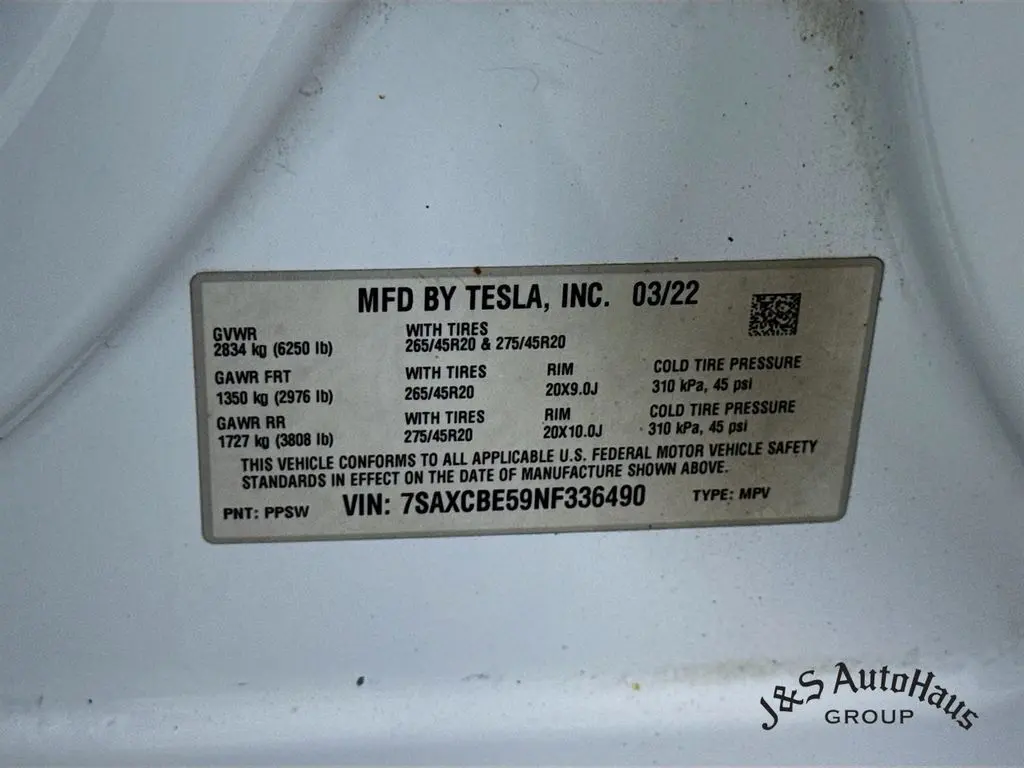 MFD BY TESLA, INC. 03/22
GVWR
2834 kg (6250 lb)
WITH TIRES
265/45R20 & 275/45R20
GAWR FRT
1350 kg (2976 lb)
WITH TIRES
265/45R20
RIM
20X9.0J
COLD TIRE PRESSURE
310 kPa, 45 psi
GAWR RR
1727 kg (3808 lb)
WITH TIRES
275/45R20
RIM
20X10.0J
COLD TIRE PRESSURE
310 kPa, 45 psi
THIS VEHICLE CONFORMS TO ALL APPLICABLE U.S. FEDERAL MOTOR VEHICLE SAFETY
STANDARDS IN EFFECT ON THE DATE OF MANUFACTURE SHOWN ABOVE.
PNT: PPSW VIN: 7SAXCBE59NF336490 TYPE: MPV
J&S AutoHaus
GROUP